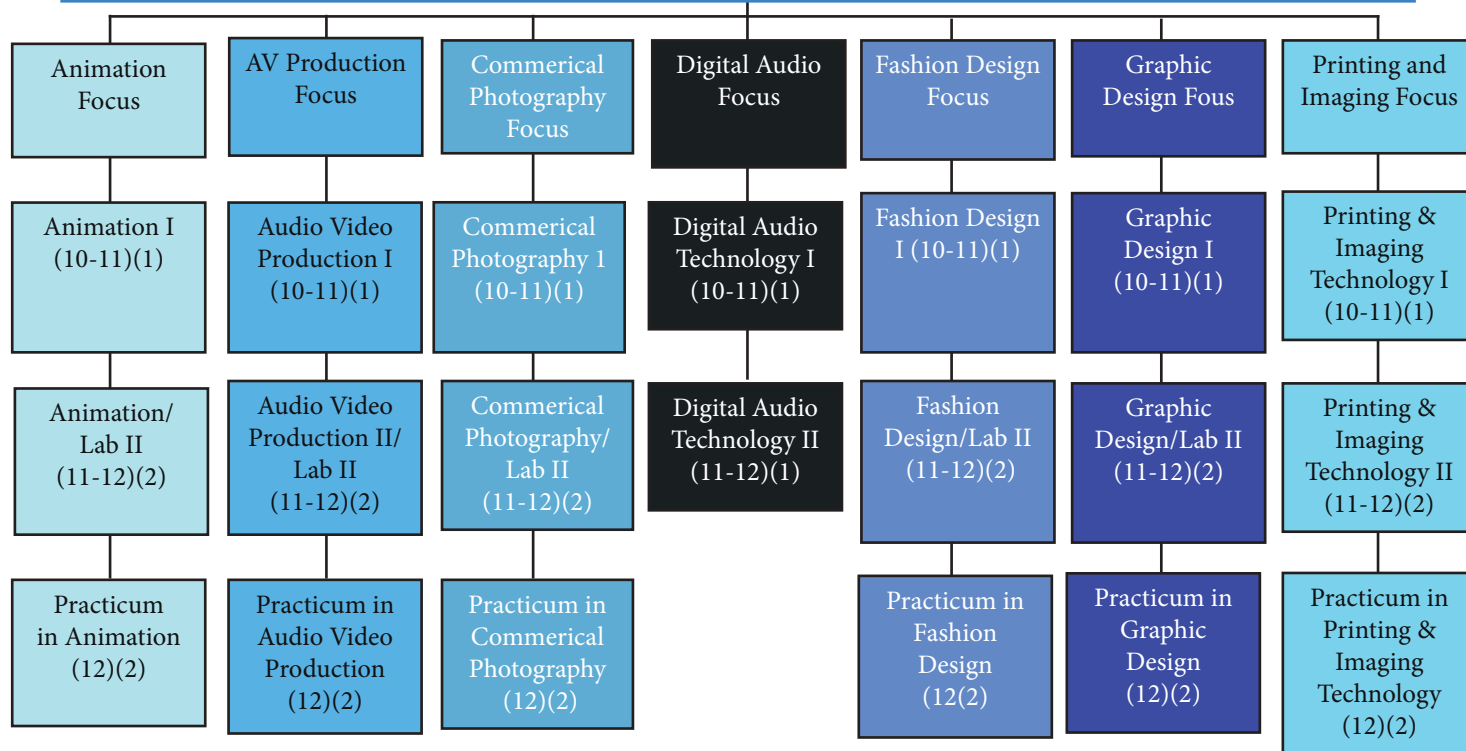 Animation
Focus
AV Production
Focus
Commerical
Photography
Focus
Digital Audio
Focus
Fashion Design
Focus
Graphic
Design Fous
Printing and
Imaging Focus
Animation I
(10-11)(1)
Audio Video
Production I
(10-11)(1)
Commerical
Photography 1
(10-11)(1)
Digital Audio
Technology I
(10-11)(1)
Fashion Design
I (10-11)(1)
Graphic
Design I
(10-11)(1)
Printing &
Imaging
Technology I
(10-11)(1)
Animation/
Lab II
(11-12)(2)
Audio Video
Production II/
Lab II
(11-12)(2)
Commerical
Photography/
Lab II
(11-12)(2)
Digital Audio
Technology II
(11-12)(1)
Fashion
Design/Lab II
(11-12)(2)
Graphic
Design/Lab II
(11-12)(2)
Printing &
Imaging
Technology II
(11-12)(2)
Practicum
in Animation
(12)(2)
Practicum in
Audio Video
Production
(12)(2)
Practicum in
Commerical
Photography
(12)(2)
Practicum in
Fashion
Design
(12(2)
Practicum in
Graphic
Design
(12)(2)
Practicum in
Printing &
Imaging
Technology
(12)(2)